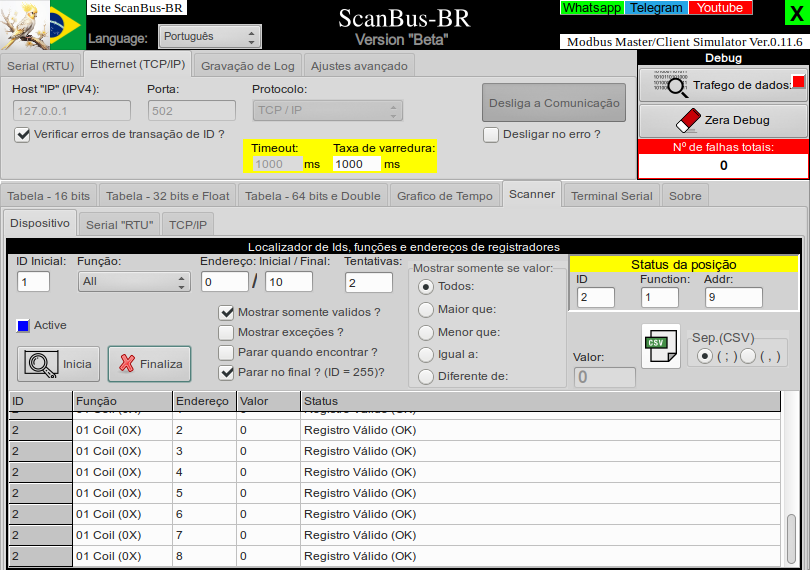 Site ScanBus-BR
Language:
Português
ScanBus-BR
Version "Beta"
Whatsapp
Telegram
Youtube
X
Modbus Master/Client Simulator Ver.0.11.6
Serial (RTU)
Ethernet (TCP/IP)
Gravação de Log
Ajustes avançado
Host "IP" (IPV4):
Porta:
Protocolo:
127.0.0.1
502
TCP / IP
Desliga a Comunicação
Verificar erros de transação de ID ?
Desligar no erro ?
Timeout:
Taxa de varredura:
1000 ms
1000 ms
Debug
Trafego de dados:
Zera Debug
Nº de falhas totais:
0
Tabela - 16 bits
Tabela - 32 bits e Float
Tabela - 64 bits e Double
Grafico de Tempo
Scanner
Terminal Serial
Sobre
Dispositivo
Serial "RTU"
TCP/IP
Localizador de Ids, funções e endereços de registradores
ID Inicial:
Função:
Endereço: Inicial / Final:
Tentativas:
1
All
0 / 10
2
Active
Inicia
Finaliza
Mostrar somente validos ?
Mostrar exceções ?
Parar quando encontrar ?
Parar no final ? (ID = 255)?
Mostrar somente se valor:
Todos:
Maior que:
Menor que:
Igual a:
Diferente de:
Status da posição
ID
Function:
Addr:
2
1
9
Valor:
0
CSV
Sep.(CSV)
( ; )
( , )
ID Função Endereço Valor Status
2 01 Coil (0X) 2 0 Registro Válido (OK)
2 01 Coil (0X) 3 0 Registro Válido (OK)
2 01 Coil (0X) 4 0 Registro Válido (OK)
2 01 Coil (0X) 5 0 Registro Válido (OK)
2 01 Coil (0X) 6 0 Registro Válido (OK)
2 01 Coil (0X) 7 0 Registro Válido (OK)
2 01 Coil (0X) 8 0 Registro Válido (OK)